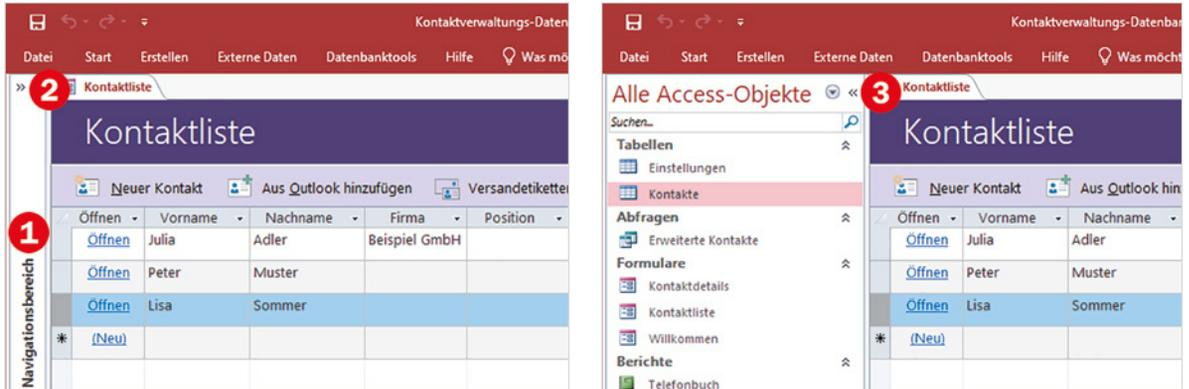 Kontaktverwaltungs-Daten
Datei Start Erstellen Externe Daten Datenbanktools Hilfe Was mö
» 2 Kontaktliste
Kontaktliste
Neuer Kontakt Aus Outlook hinzufügen Versandetiketten
Öffnen Vorname Nachname Firma Position
1
Öffnen Julia Adler Beispiel GmbH
Öffnen Peter Muster
Öffnen Lisa Sommer
* (Neu)
Navigationsbereich
Kontaktverwaltungs-Datenba
Datei Start Erstellen Externe Daten Datenbanktools Hilfe Was möcht
Alle Access-Objekte « 3 Kontaktliste
Suchen...
Tabellen
Einstellungen
Kontakte
Abfragen
Erweiterte Kontakte
Formulare
Kontaktdetails
Kontaktliste
Willkommen
Berichte
Telefonbuch
Kontaktliste
Neuer Kontakt Aus Outlook hin
Öffnen Vorname Nachname
Öffnen Julia Adler
Öffnen Peter Muster
Öffnen Lisa Sommer
* (Neu)